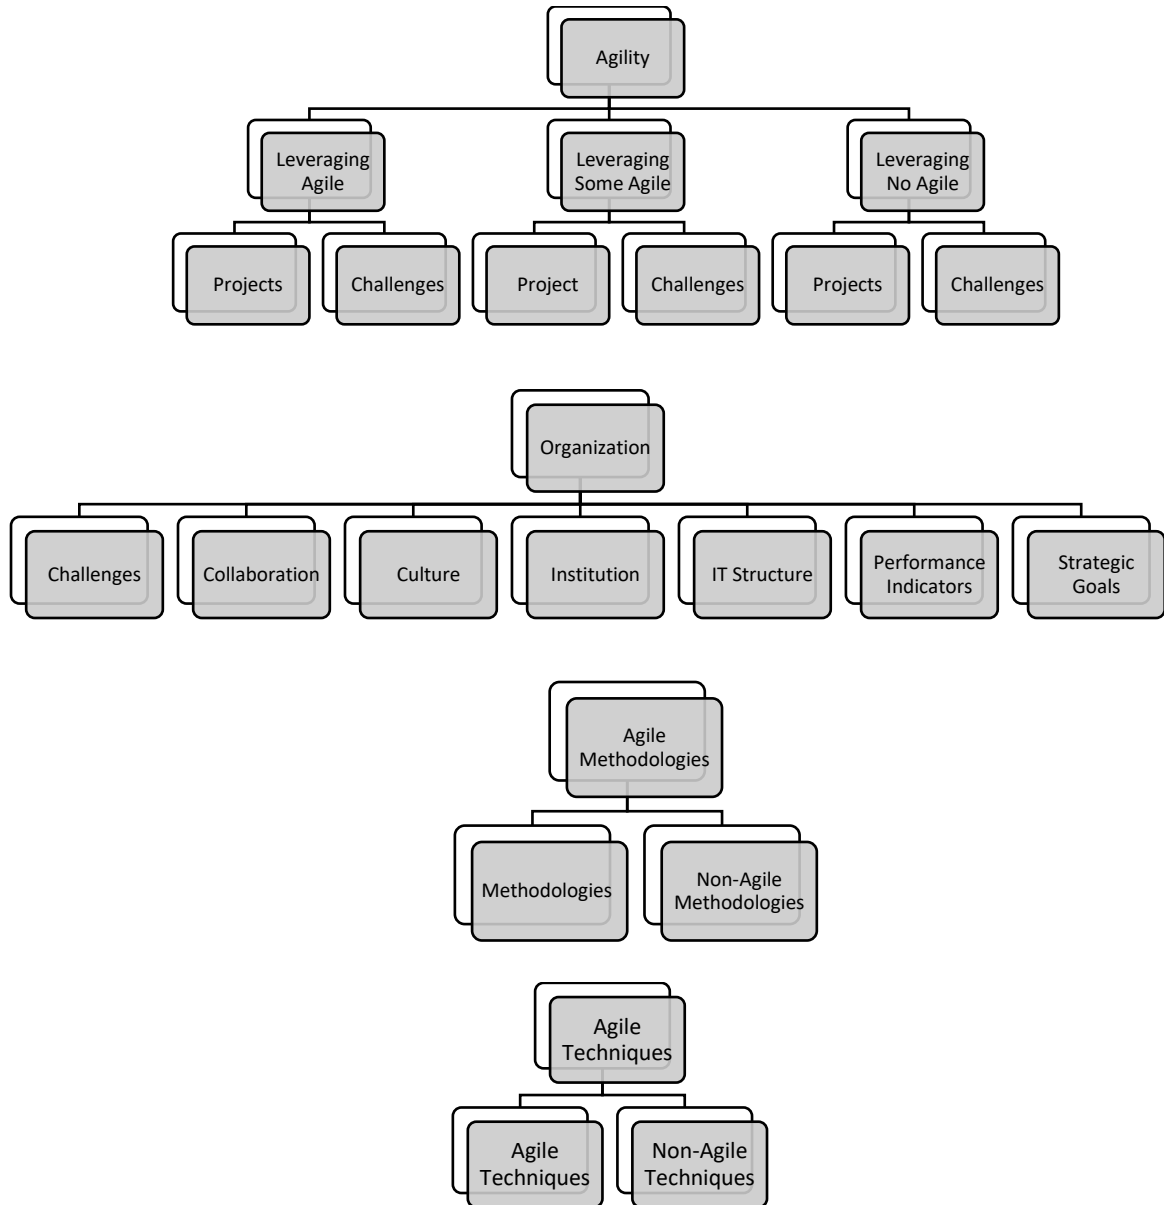 Agility
Leveraging
Agile
Leveraging
Some Agile
Leveraging
No Agile
Projects
Challenges
Project
Challenges
Projects
Challenges
Organization
Challenges
Collaboration
Culture
Institution
IT Structure
Performance
Indicators
Strategic
Goals
Agile
Methodologies
Methodologies
Non-Agile
Methodologies
Agile
Techniques
Agile
Techniques
Non-Agile
Techniques